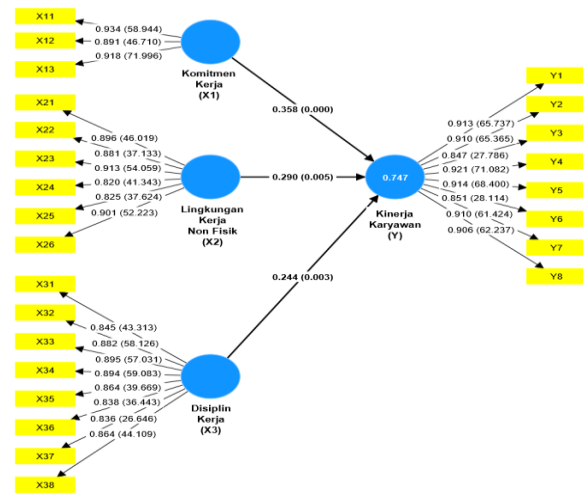 X11
X12
X13
0.934 (58.944)
0.891 (46.710)
0.918 (71.996)
Komitmen
Kerja
(X1)
0.358 (0.000)
X21
X22
X23
X24
X25
X26
0.896 (46.019)
0.881 (37.133)
0.913 (54.059)
0.820 (41.343)
0.825 (37.624)
0.901 (52.223)
Lingkungan
Kerja
Non Fisik
(X2)
0.290 (0.005)
X31
X32
X33
X34
X35
X36
X37
X38
0.845 (43.313)
0.882 (58.126)
0.895 (57.031)
0.894 (59.083)
0.864 (39.669)
0.838 (36.443)
0.836 (26.646)
0.864 (44.109)
Disiplin
Kerja
(X3)
0.244 (0.003)
0.747
Kinerja
Karyawan
(Y)
0.913 (65.737)
0.910 (65.365)
0.847 (27.786)
0.921 (71.082)
0.914 (68.400)
0.851 (28.114)
0.910 (61.424)
0.906 (62.237)
Y1
Y2
Y3
Y4
Y5
Y6
Y7
Y8